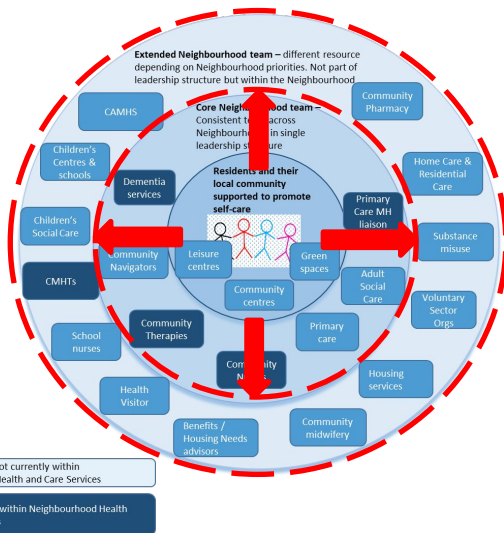 Extended Neighbourhood team – different resource
depending on Neighbourhood priorities. Not part of
leadership structure but within the Neighbourhood
Community
Pharmacy
CAMHS
Core Neighbourhood team –
Consistent across
Neighbourhoods in single
leadership structure
Children's
Centres &
schools
Home Care &
Residential
Care
Dementia
services
Residents and their
local community
supported to promote
self-care
Primary
Care MH
liaison
Children's
Social Care
Substance
misuse
Community
Navigators
Leisure
centres
Green
spaces
CMHTs
Adult
Social
Care
Community
centres
Voluntary
Sector
Orgs
Community
Therapies
Primary
care
School
nurses
Community
Housing
services
Health
Visitor
Benefits /
Housing Needs
advisors
Community
midwifery
ot currently within
Health and Care Services
within Neighbourhood Health